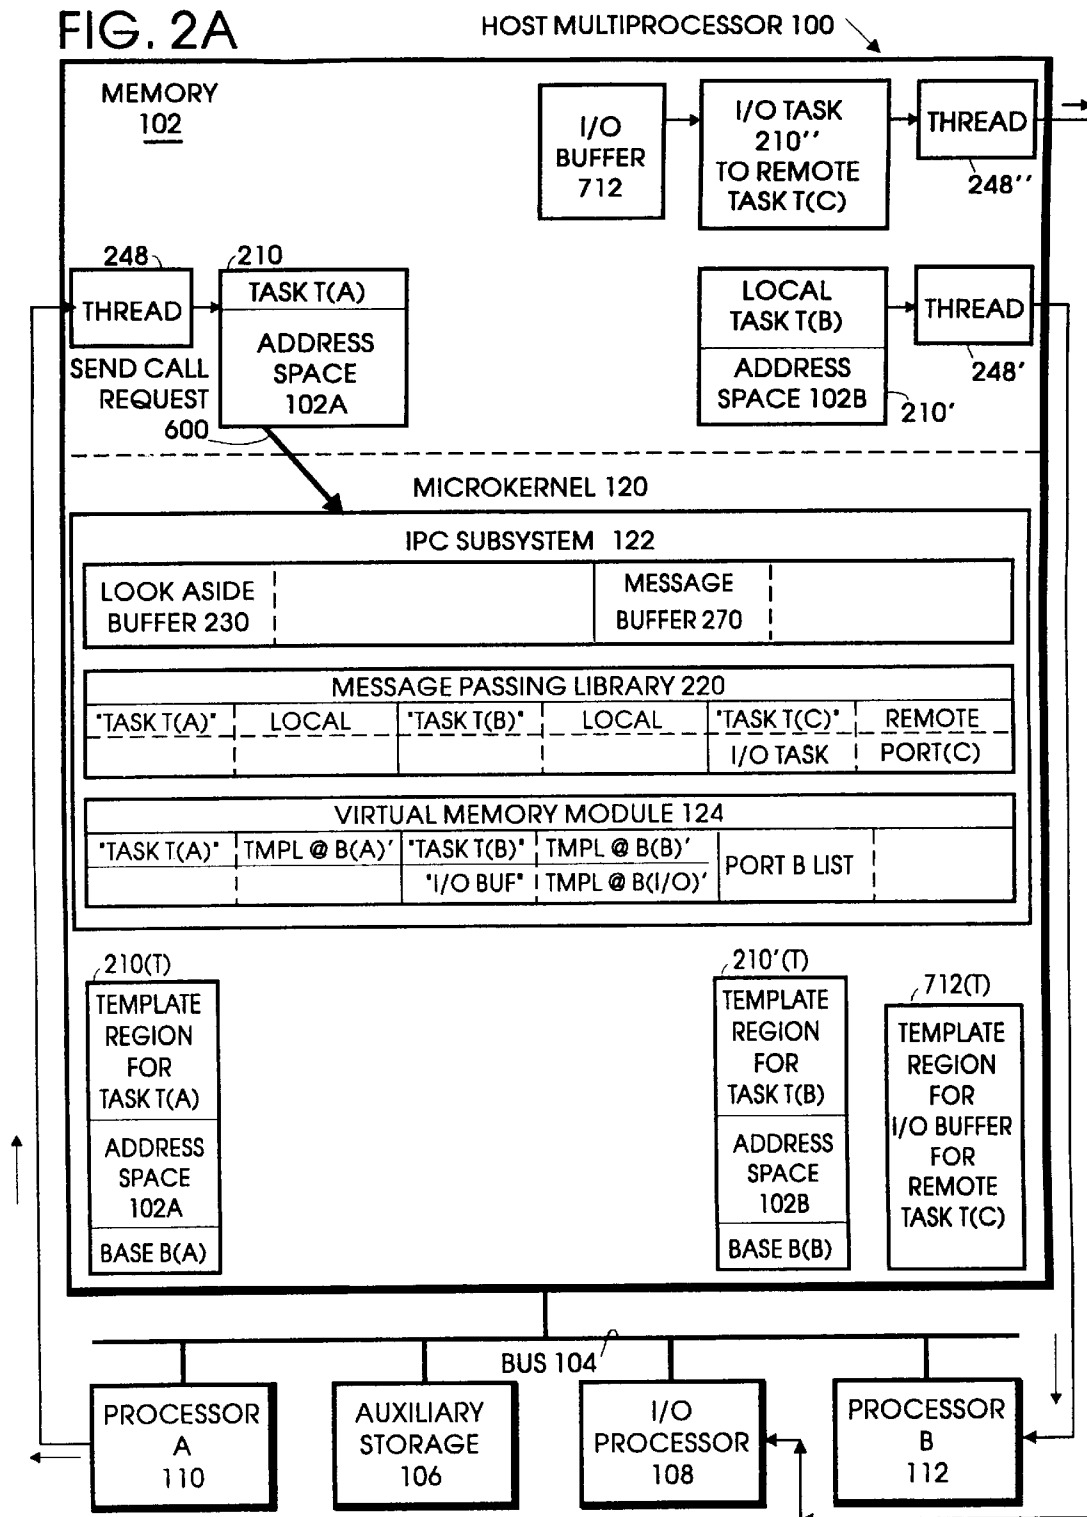 FIG. 2A
HOST MULTIPROCESSOR 100
MEMORY
102
I/O
BUFFER
712
I/O TASK
210''
TO REMOTE
TASK T(C)
THREAD
248''
248
THREAD
210
TASK T(A)
ADDRESS
SPACE
102A
SEND CALL
REQUEST
600
LOCAL
TASK T(B)
ADDRESS
SPACE 102B
210'
THREAD
248'
MICROKERNEL 120
IPC SUBSYSTEM 122
LOOK ASIDE
BUFFER 230
MESSAGE
BUFFER 270
MESSAGE PASSING LIBRARY 220
"TASK T(A)" LOCAL "TASK T(B)" LOCAL "TASK T(C)" REMOTE
I/O TASK PORT(C)
VIRTUAL MEMORY MODULE 124
"TASK T(A)" TMPL @ B(A)' "TASK T(B)" TMPL @ B(B)'
PORT B LIST
"I/O BUF" TMPL @ B(I/O)'
210(T)
TEMPLATE
REGION
FOR
TASK T(A)
ADDRESS
SPACE
102A
BASE B(A)
210'(T)
TEMPLATE
REGION
FOR
TASK T(B)
ADDRESS
SPACE
102B
BASE B(B)
712(T)
TEMPLATE
REGION
FOR
I/O BUFFER
FOR
REMOTE
TASK T(C)
BUS 104
PROCESSOR
A
110
AUXILIARY
STORAGE
106
I/O
PROCESSOR
108
PROCESSOR
B
112